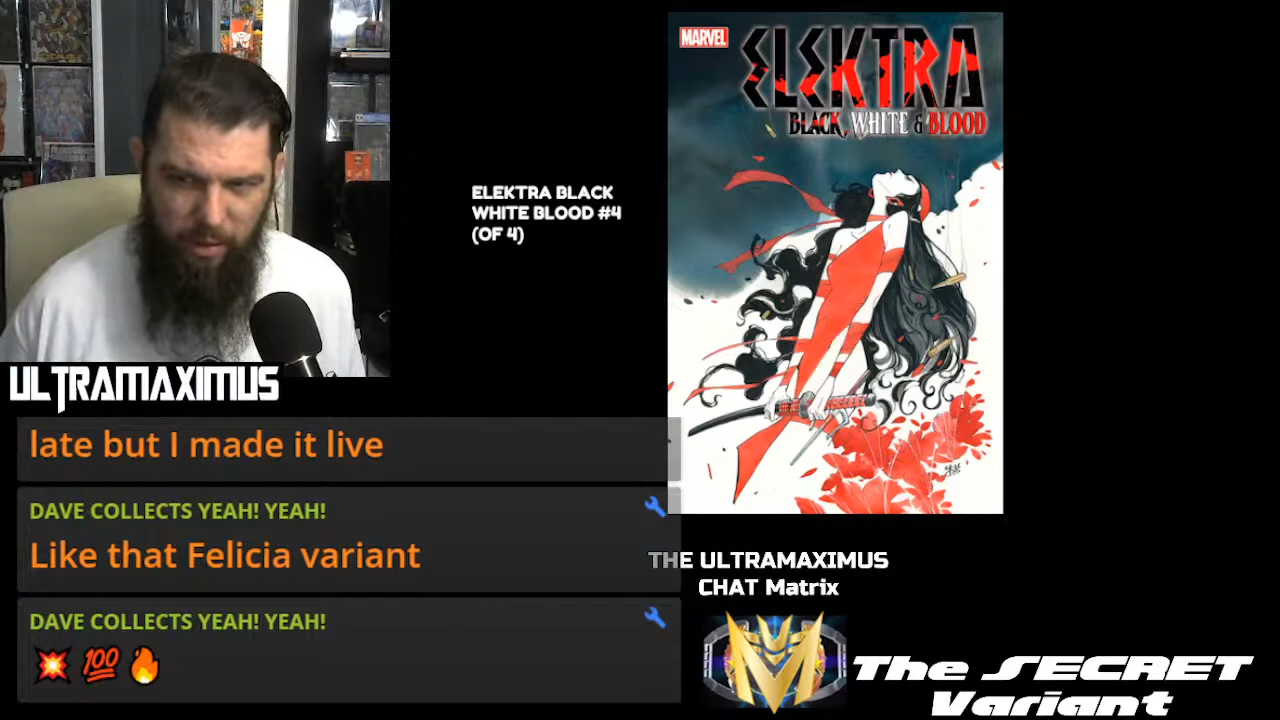 MARVEL
ELEKTRA
BLACK, WHITE & BLOOD
ELEKTRA BLACK
WHITE BLOOD #4
(OF 4)
ULTRAMAXIMUS
late but I made it live
DAVE COLLECTS YEAH! YEAH!
Like that Felicia variant
DAVE COLLECTS YEAH! YEAH!
💥 💯 🔥
THE ULTRAMAXIMUS
CHAT Matrix
M
The SECRET
Variant